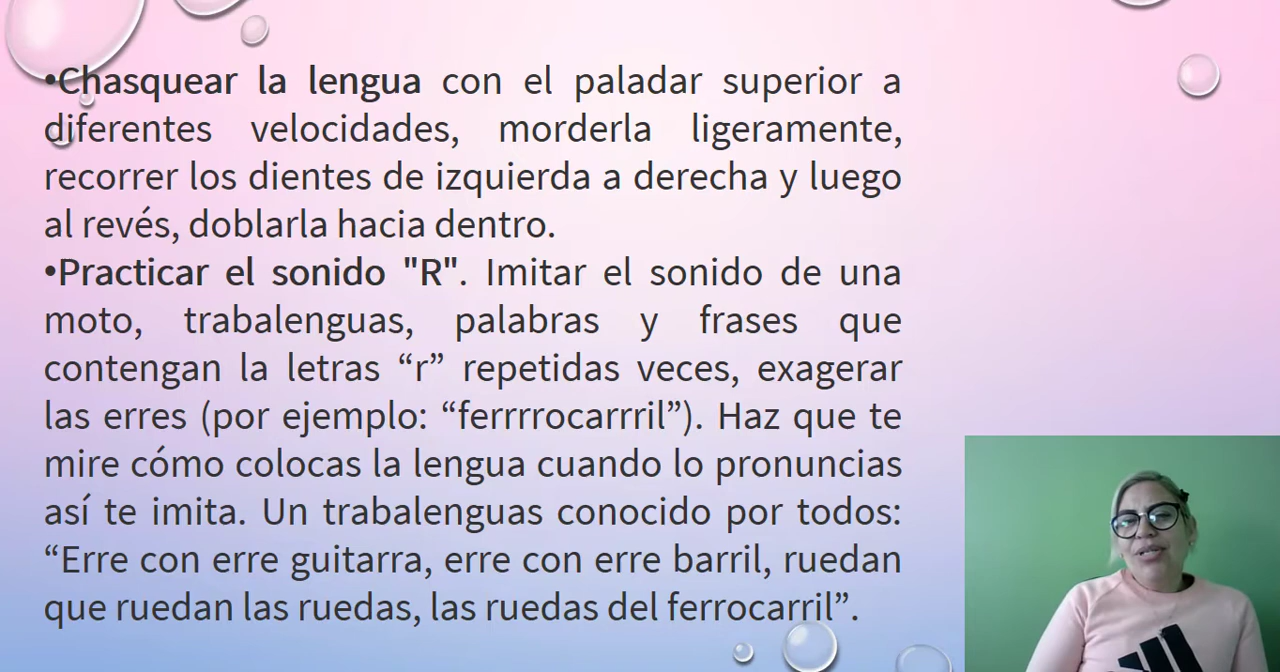 •Chasquear la lengua con el paladar superior a
diferentes velocidades, morderla ligeramente,
recorrer los dientes de izquierda a derecha y luego
al revés, doblarla hacia dentro.
•Practicar el sonido "R". Imitar el sonido de una
moto, trabalenguas, palabras y frases que
contengan la letras “r” repetidas veces, exagerar
las erres (por ejemplo: “ferrrrocarrril”). Haz que te
mire cómo colocas la lengua cuando lo pronuncias
así te imita. Un trabalenguas conocido por todos:
“Erre con erre guitarra, erre con erre barril, ruedan
que ruedan las ruedas, las ruedas del ferrocarril”.